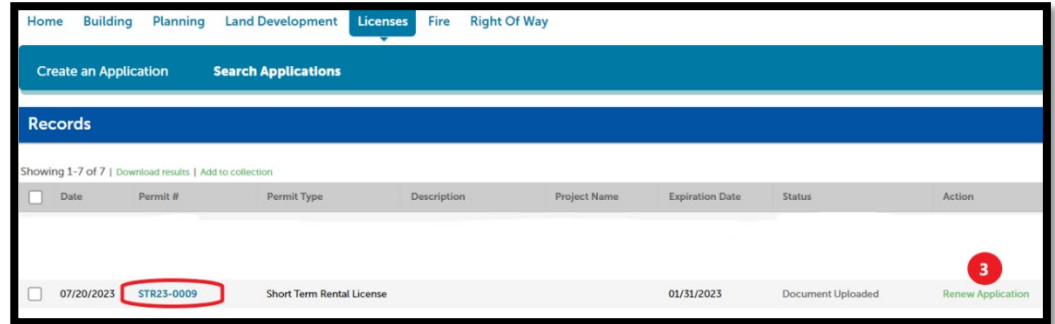 Home Building Planning Land Development Licenses Fire Right Of Way
Create an Application Search Applications
Records
Showing 1-7 of 7 | Download results | Add to collection
Date Permit # Permit Type Description Project Name Expiration Date Status Action
3
07/20/2023 STR23-0009 Short Term Rental License 01/31/2023 Document Uploaded Renew Application